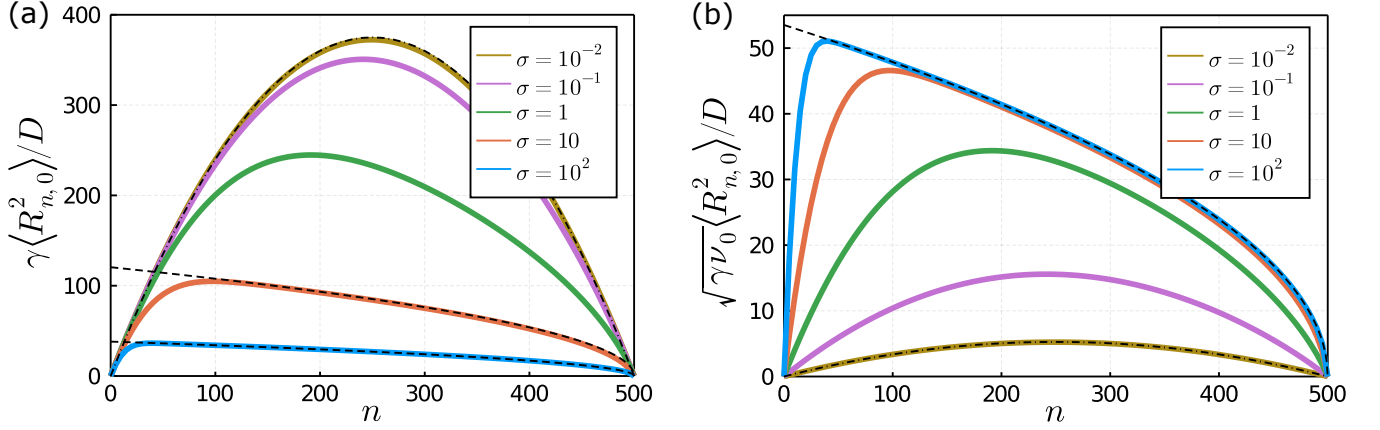 (a)
γ⟨R²ₙ,₀⟩/D
400
300
200
100
0
0 100 200 300 400 500
n
σ = 10⁻²
σ = 10⁻¹
σ = 1
σ = 10
σ = 10²
(b)
√γν₀⟨R²ₙ,₀⟩/D
50
40
30
20
10
0
0 100 200 300 400 500
n
σ = 10⁻²
σ = 10⁻¹
σ = 1
σ = 10
σ = 10²